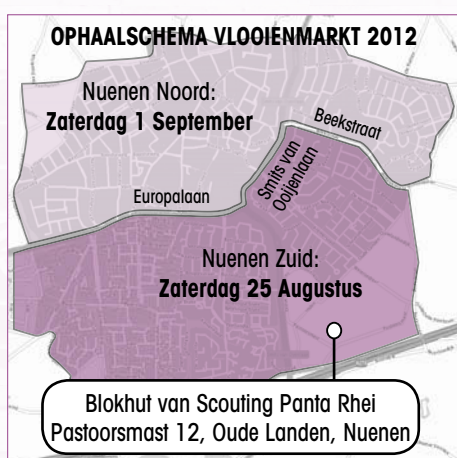 OPHAALSCHEMA VLOOIENMARKT 2012
Nuenen Noord:
Zaterdag 1 September
Beekstraat
Smits van
Ooijenlaan
Europalaan
Nuenen Zuid:
Zaterdag 25 Augustus
Blokhut van Scouting Panta Rhei
Pastoorsmast 12, Oude Landen, Nuenen